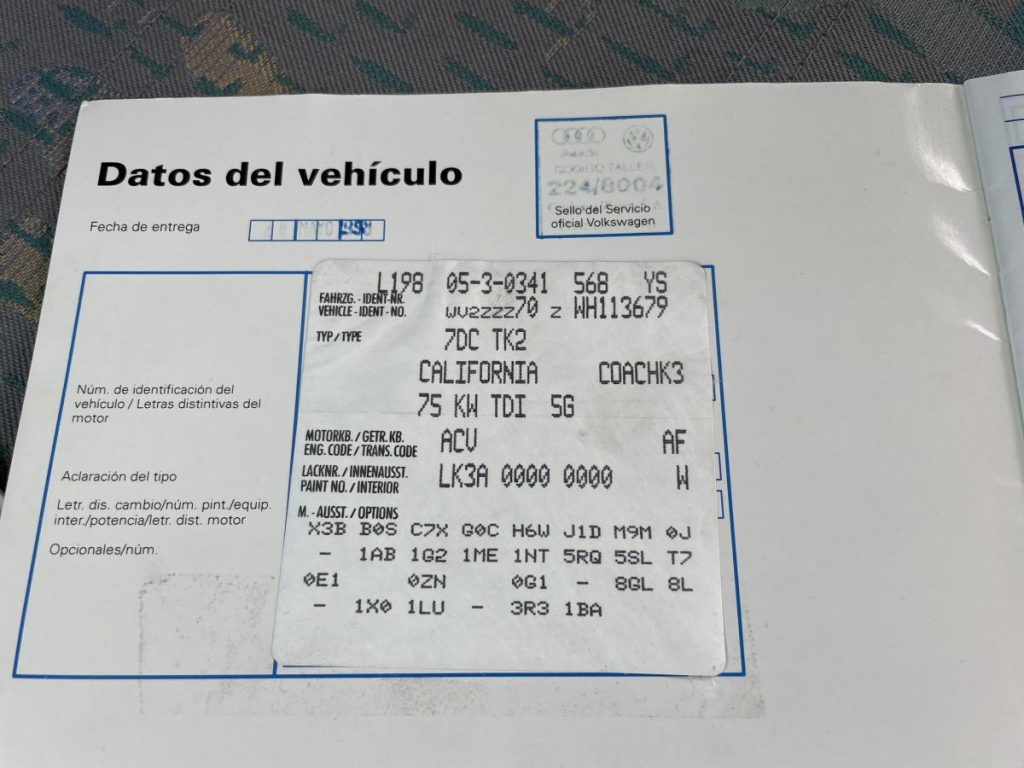 Datos del vehículo
CODIGO TALLER
224/8004
Sello del Servicio
oficial Volkswagen
Fecha de entrega
28 MAYO 1998
L198 05-3-0341 568 YS
FAHRZG.-IDENT-NR.
VEHICLE-IDENT-NO. WV2ZZZ70 Z WH113679
TYP/TYPE 7DC TK2
CALIFORNIA COACHK3
75 KW TDI 5G
Núm. de identificación del
vehículo / Letras distintivas del
motor
MOTORKB./GETR.KB.
ENG. CODE/TRANS. CODE ACV AF
LACKNR./INNENAUSST.
PAINT NO./INTERIOR LK3A 0000 0000 W
Aclaración del tipo
Letr. dis. cambio/núm. pint./equip.
inter./potencia/letr. dist. motor
Opcionales/núm.
M.-AUSST./OPTIONS
X3B B0S C7X G0C H6W J1D M9M 0J
- 1AB 1G2 1ME 1NT 5RQ 5SL T7
0E1 0ZN 0G1 - 8GL 8L
- 1X0 1LU - 3R3 1BA